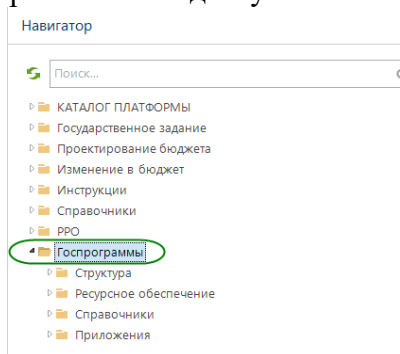 Навигатор
Поиск...
КАТАЛОГ ПЛАТФОРМЫ
Государственное задание
Проектирование бюджета
Изменение в бюджет
Инструкции
Справочники
РРО
Госпрограммы
Структура
Ресурсное обеспечение
Справочники
Приложения